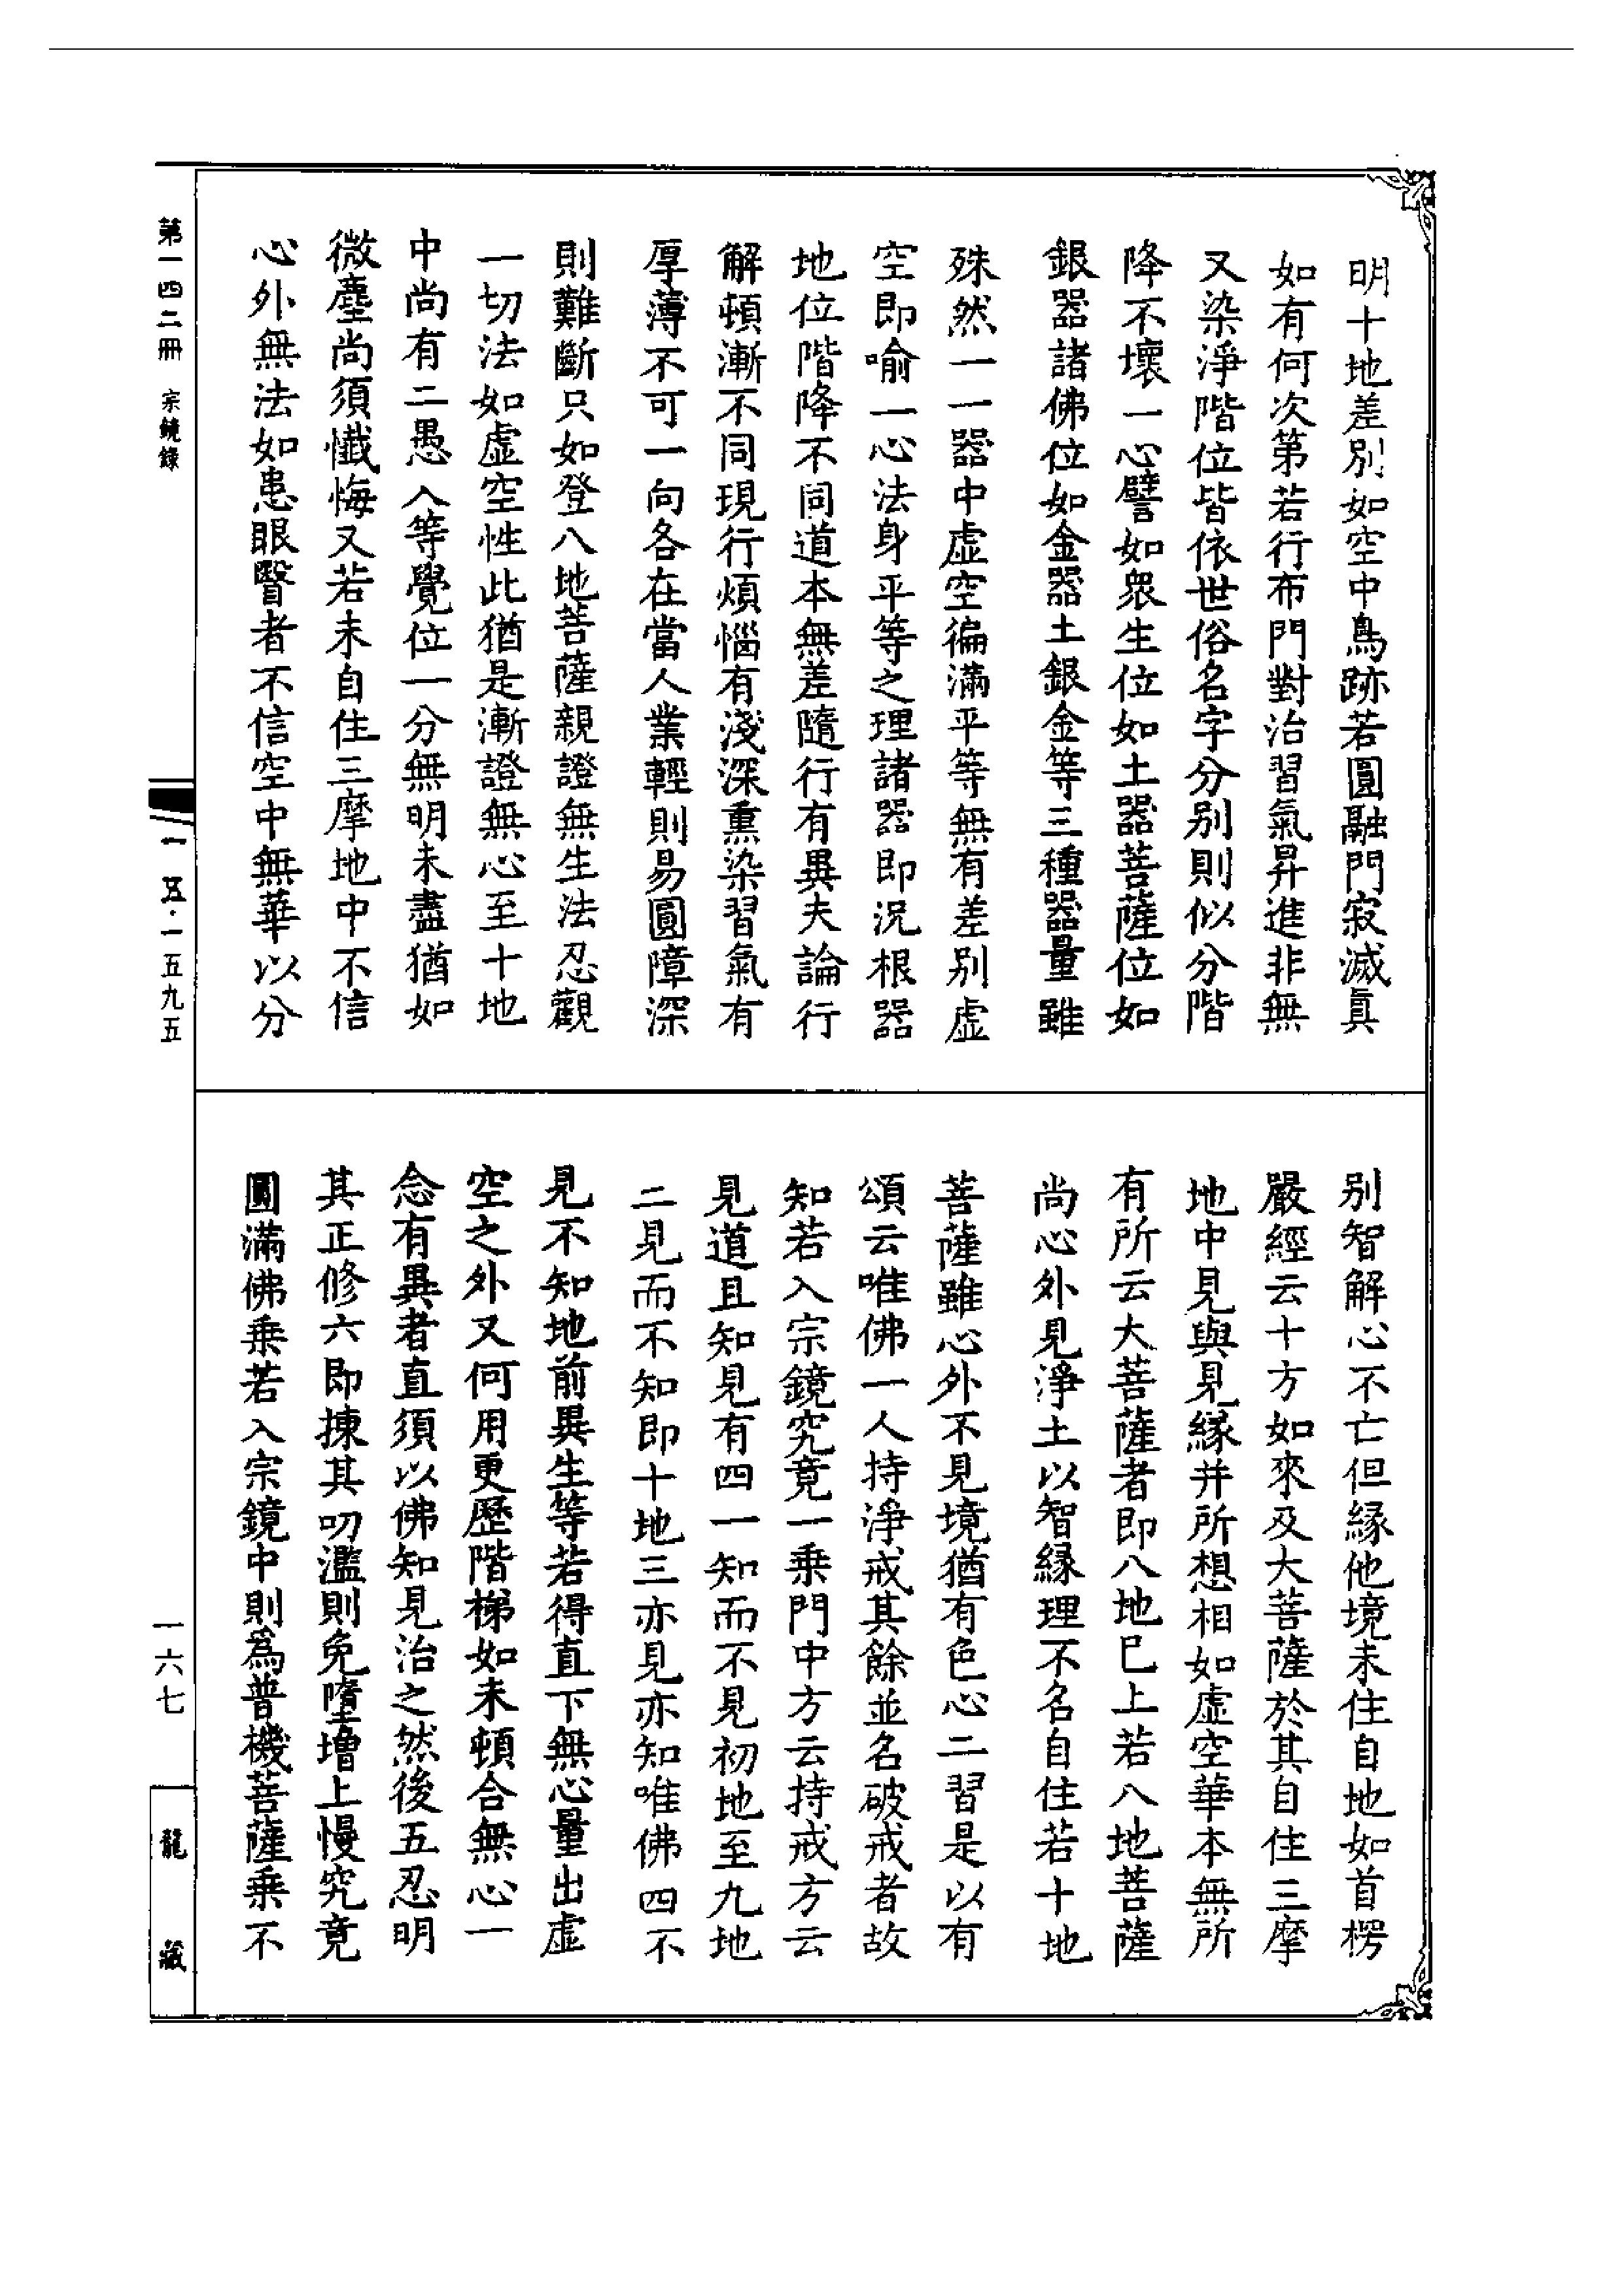 明十地差別如空中鳥跡若圓融門寂滅真
如有何次第若行布門對治習氣昇進非無
又染淨階位皆依世俗名字分别則似分階
降不壞一心譬如衆生位如土器菩薩位如
銀器諸佛位如金器土銀金等三種器量雖
殊然一一器中虛空徧滿平等無有差别虛
空即喻一心法身平等之理諸器即況根器
地位階降不同道本無差隨行有異夫論行
解頓漸不同現行煩惱有淺深熏染習氣有
厚薄不可一向各在當人業輕則易圓障深
則難斷只如登八地菩薩親證無生法忍觀
一切法如虛空性此猶是漸證無心至十地
中尚有二愚入等覺位一分無明未盡猶如
微塵尚須懺悔又若未自住三摩地中不信
心外無法如患眼瞖者不信空中無華以分
别智解心不亡但緣他境未住自地如首楞
嚴經云十方如來及大菩薩於其自住三摩
地中見與見緣并所想相如虛空華本無所
有所云大菩薩者即八地巳上若八地菩薩
尚心外見淨土以智緣理不名自住若十地
菩薩雖心外不見境猶有色心二習是以有
頌云唯佛一人持淨戒其餘並名破戒者故
知若入宗鏡究竟一乘門中方云持戒方云
見道且知見有四一知而不見初地至九地
二見而不知即十地三亦見亦知唯佛四不
見不知地前異生等若得直下無心量出虛
空之外又何用更歷階梯如未頓合無心一
念有異者直須以佛知見治之然後五忍明
其正修六即揀其叨濫則免墮增上慢究竟
圓滿佛乘若入宗鏡中則爲普機菩薩乘不
第一四二冊 宗鏡錄
一五·一五九五
一六七
龍藏